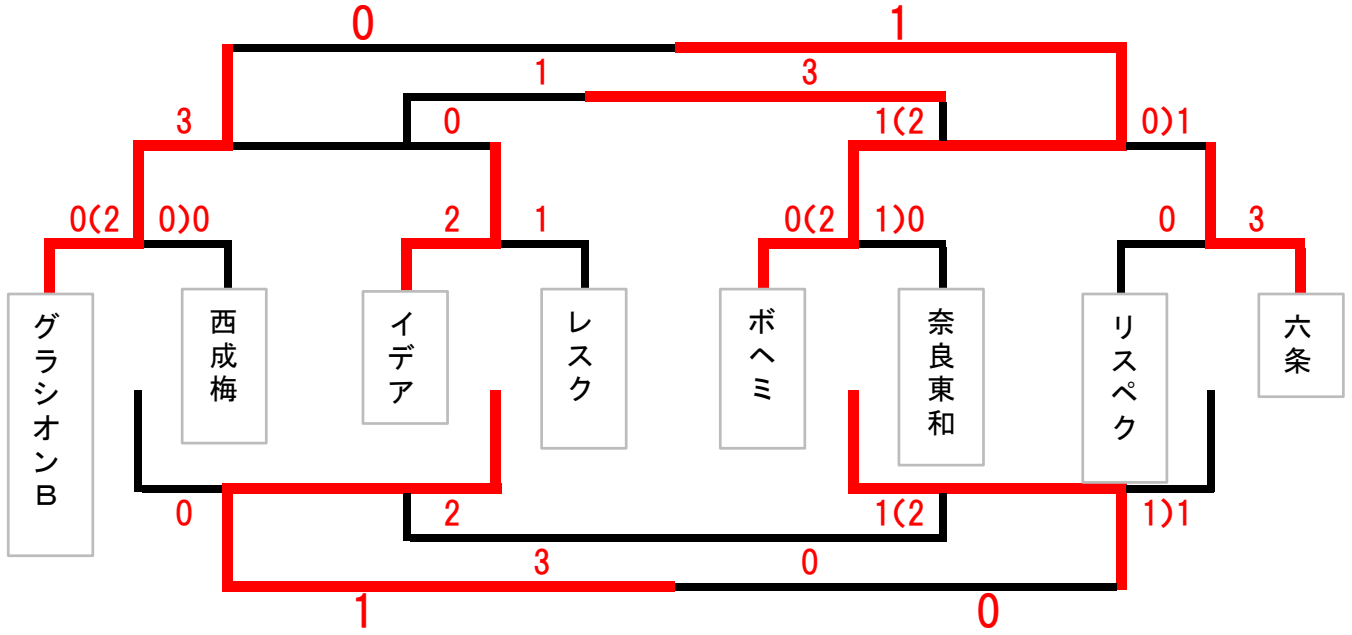 0 1
1 3
3 0 1(2 0)1
0(2 0)0 2 1 0(2 1)0 0 3
グラシオンB
西成梅
イデア
レスク
ボヘミ
奈良東和
リスペク
六条
0 2 1(2 1)1
3 0
1 0